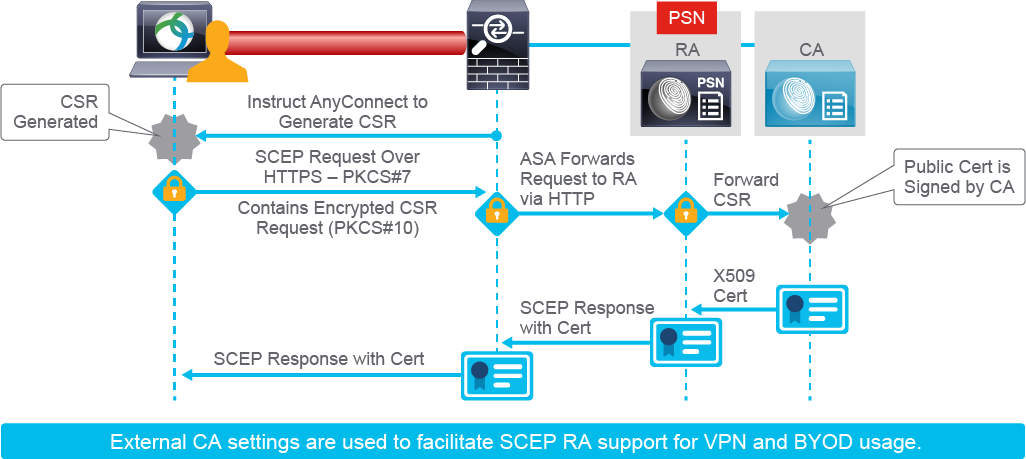 PSN
RA
CA
PSN
CSR
Generated
Instruct AnyConnect to
Generate CSR
SCEP Request Over
HTTPS – PKCS#7
Contains Encrypted CSR
Request (PKCS#10)
ASA Forwards
Request to RA
via HTTP
Forward
CSR
Public Cert is
Signed by CA
X509
Cert
SCEP Response
with Cert
SCEP Response with Cert
External CA settings are used to facilitate SCEP RA support for VPN and BYOD usage.